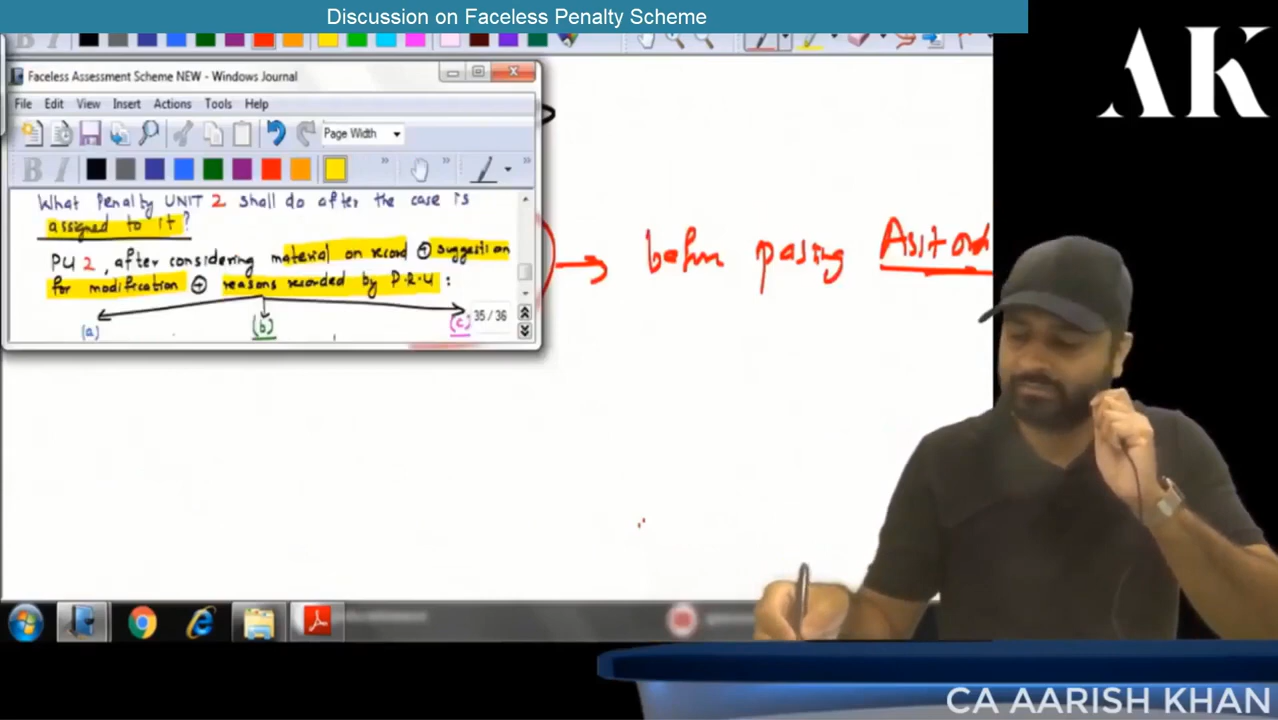 Discussion on Faceless Penalty Scheme
AK
Faceless Assessment Scheme NEW - Windows Journal
File Edit View Insert Actions Tools Help
Page Width
B I
What Penalty UNIT 2 shall do after the case is
assigned to it?
PU 2, after considering material on record + suggestion
for modification + reasons recorded by P.R.U :
(a) (b) (c)
35 / 36
before passing
CA AARISH KHAN